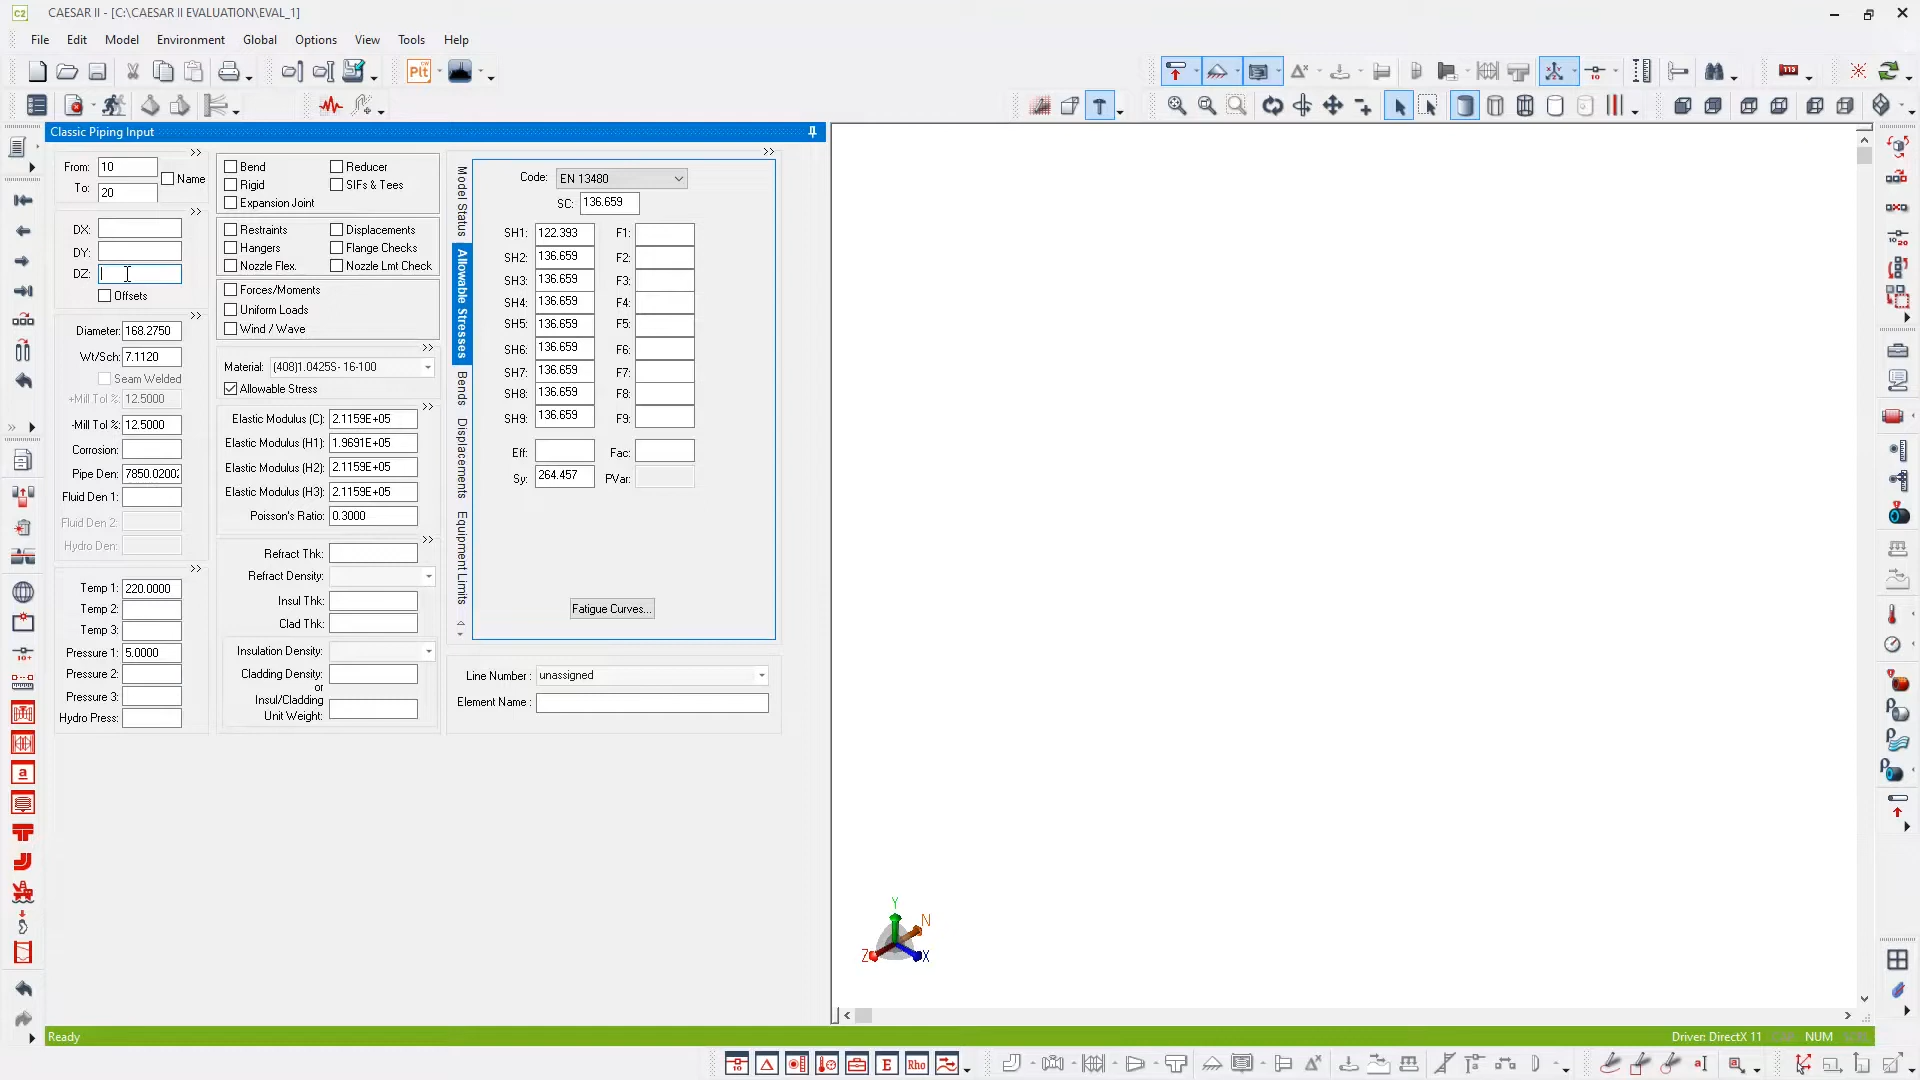 C2 CAESAR II - [C:\CAESAR II EVALUATION\EVAL_1]
File Edit Model Environment Global Options View Tools Help
Plt
Classic Piping Input
From: 10
To: 20
Name
DX:
DY:
DZ:
Offsets
Diameter: 168.2750
Wt/Sch: 7.1120
Seam Welded
+Mill Tol %: 12.5000
-Mill Tol %: 12.5000
Corrosion:
Pipe Den: 7850.02002
Fluid Den 1:
Fluid Den 2:
Hydro Den:
Temp 1: 220.0000
Temp 2:
Temp 3:
Pressure 1: 5.0000
Pressure 2:
Pressure 3:
Hydro Press:
Bend Reducer
Rigid SIFs & Tees
Expansion Joint
Restraints Displacements
Hangers Flange Checks
Nozzle Flex. Nozzle Lmt Check
Forces/Moments
Uniform Loads
Wind / Wave
Material: (408)1.0425S- 16-100
Allowable Stress
Elastic Modulus (C): 2.1159E+05
Elastic Modulus (H1): 1.9691E+05
Elastic Modulus (H2): 2.1159E+05
Elastic Modulus (H3): 2.1159E+05
Poisson's Ratio: 0.3000
Refract Thk:
Refract Density:
Insul Thk:
Clad Thk:
Insulation Density:
Cladding Density:
or
Insul/Cladding
Unit Weight:
Model Status
Allowable Stresses
Bends
Displacements
Equipment Limits
Code: EN 13480
SC: 136.659
SH1: 122.393 F1:
SH2: 136.659 F2:
SH3: 136.659 F3:
SH4: 136.659 F4:
SH5: 136.659 F5:
SH6: 136.659 F6:
SH7: 136.659 F7:
SH8: 136.659 F8:
SH9: 136.659 F9:
Eff: Fac:
Sy: 264.457 PVar:
Fatigue Curves...
Line Number : unassigned
Element Name :
Y
N
Z
X
Ready
Driver: DirectX 11 NUM
E Rho